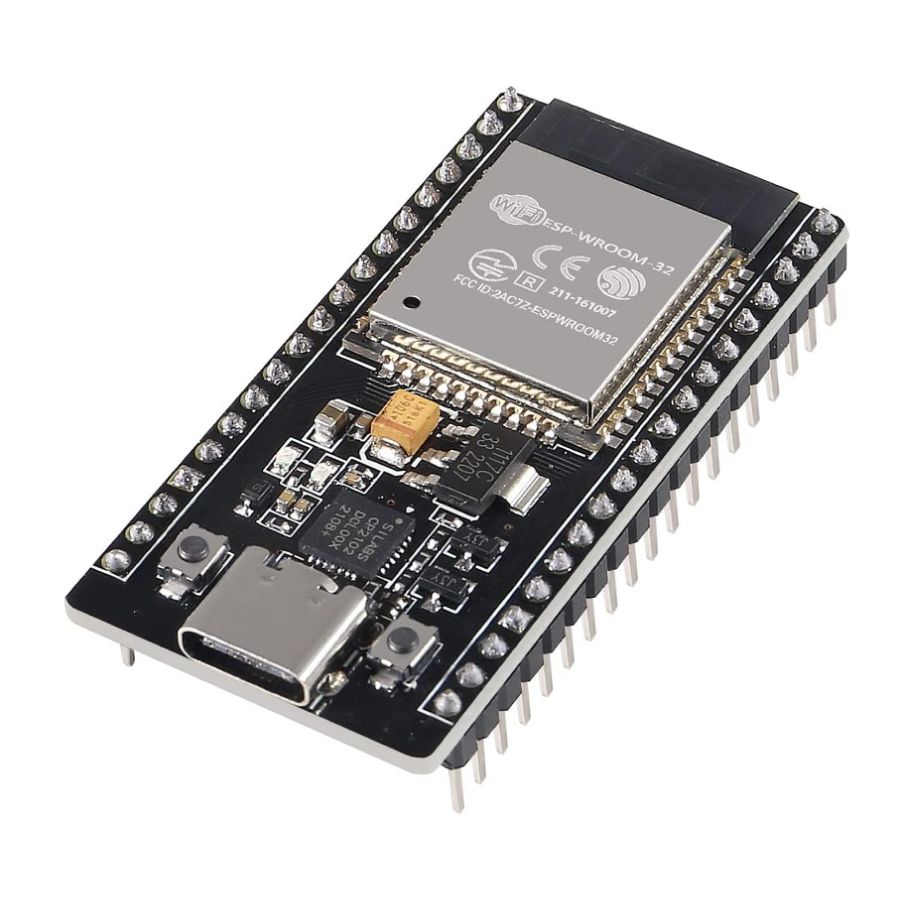 WiFi ESP-WROOM-32
CE
R 211-161007
FCC ID:2AC7Z-ESPWROOM32
1117C
33 2207
SILABS
CP2102
DCL00X
2108+
J3Y
J3Y